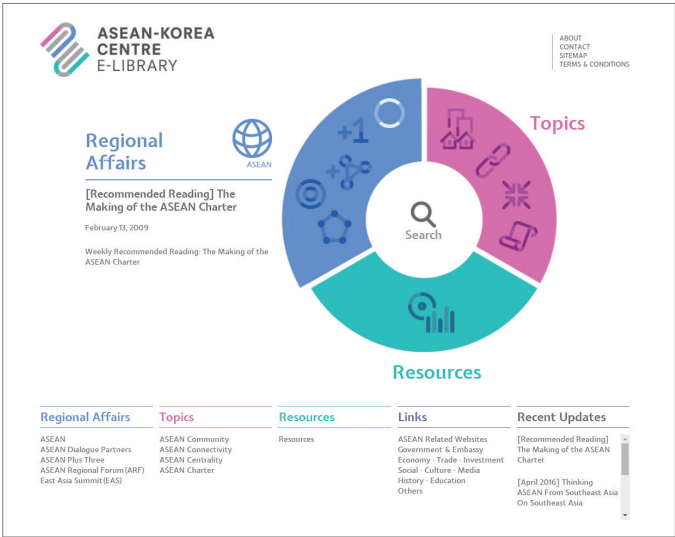 ASEAN-KOREA
CENTRE
E-LIBRARY
ABOUT
CONTACT
SITEMAP
TERMS & CONDITIONS
Regional
Affairs
ASEAN
[Recommended Reading] The
Making of the ASEAN Charter
February 13, 2009
Weekly Recommended Reading: The Making of the
ASEAN Charter
+1
+
Topics
Search
Resources
Regional Affairs
ASEAN
ASEAN Dialogue Partners
ASEAN Plus Three
ASEAN Regional Forum(ARF)
East Asia Summit(EAS)
Topics
ASEAN Community
ASEAN Connectivity
ASEAN Centrality
ASEAN Charter
Resources
Resources
Links
ASEAN Related Websites
Government & Embassy
Economy · Trade · Investment
Social · Culture · Media
History · Education
Others
Recent Updates
[Recommended Reading]
The Making of the ASEAN
Charter
[April 2016] Thinking
ASEAN From Southeast Asia
On Southeast Asia